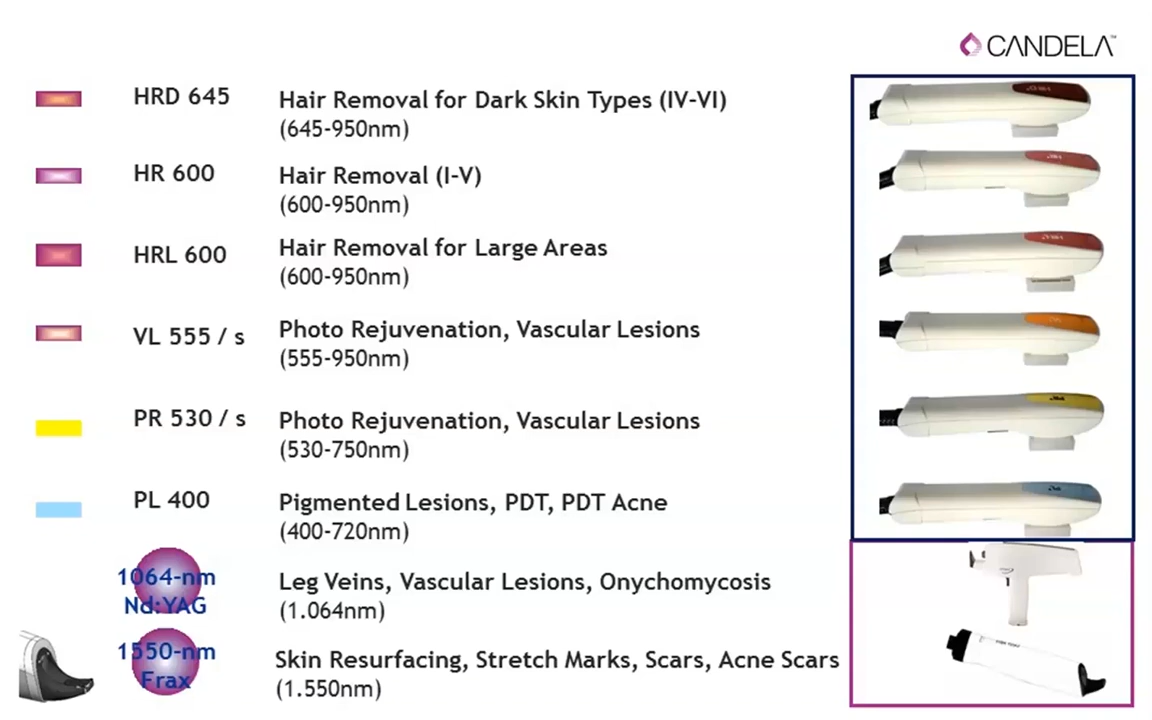 CANDELA™
HRD 645
Hair Removal for Dark Skin Types (IV-VI)
(645-950nm)
HR 600
Hair Removal (I-V)
(600-950nm)
HRL 600
Hair Removal for Large Areas
(600-950nm)
VL 555 / s
Photo Rejuvenation, Vascular Lesions
(555-950nm)
PR 530 / s
Photo Rejuvenation, Vascular Lesions
(530-750nm)
PL 400
Pigmented Lesions, PDT, PDT Acne
(400-720nm)
1064-nm
Nd:YAG
Leg Veins, Vascular Lesions, Onychomycosis
(1.064nm)
1550-nm
Frax
Skin Resurfacing, Stretch Marks, Scars, Acne Scars
(1.550nm)